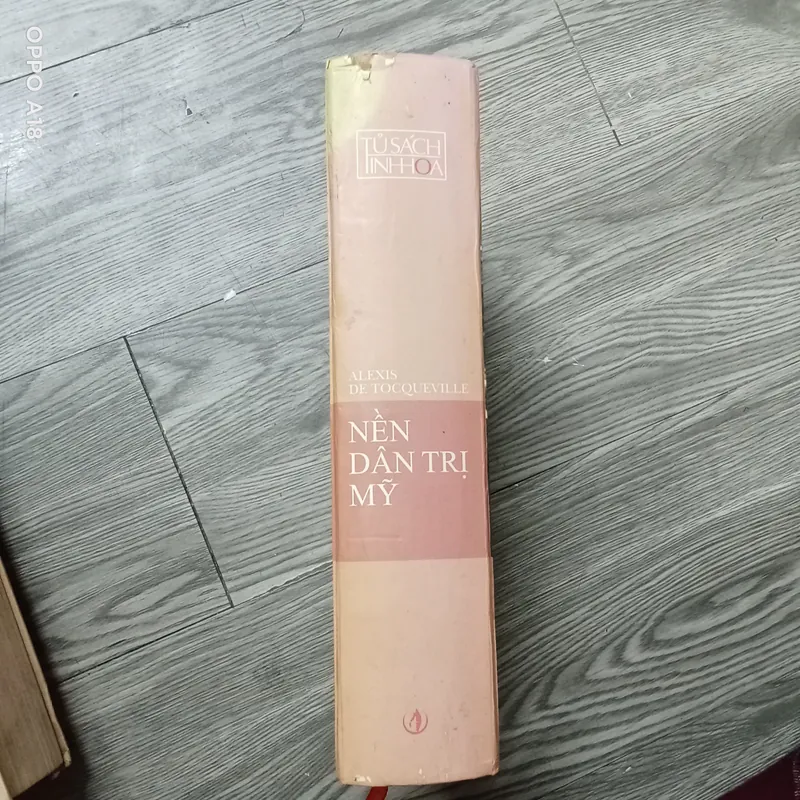 OPPO A18
TỦ SÁCH
TINH HOA
ALEXIS
DE TOCQUEVILLE
NỀN
DÂN TRỊ
MỸ